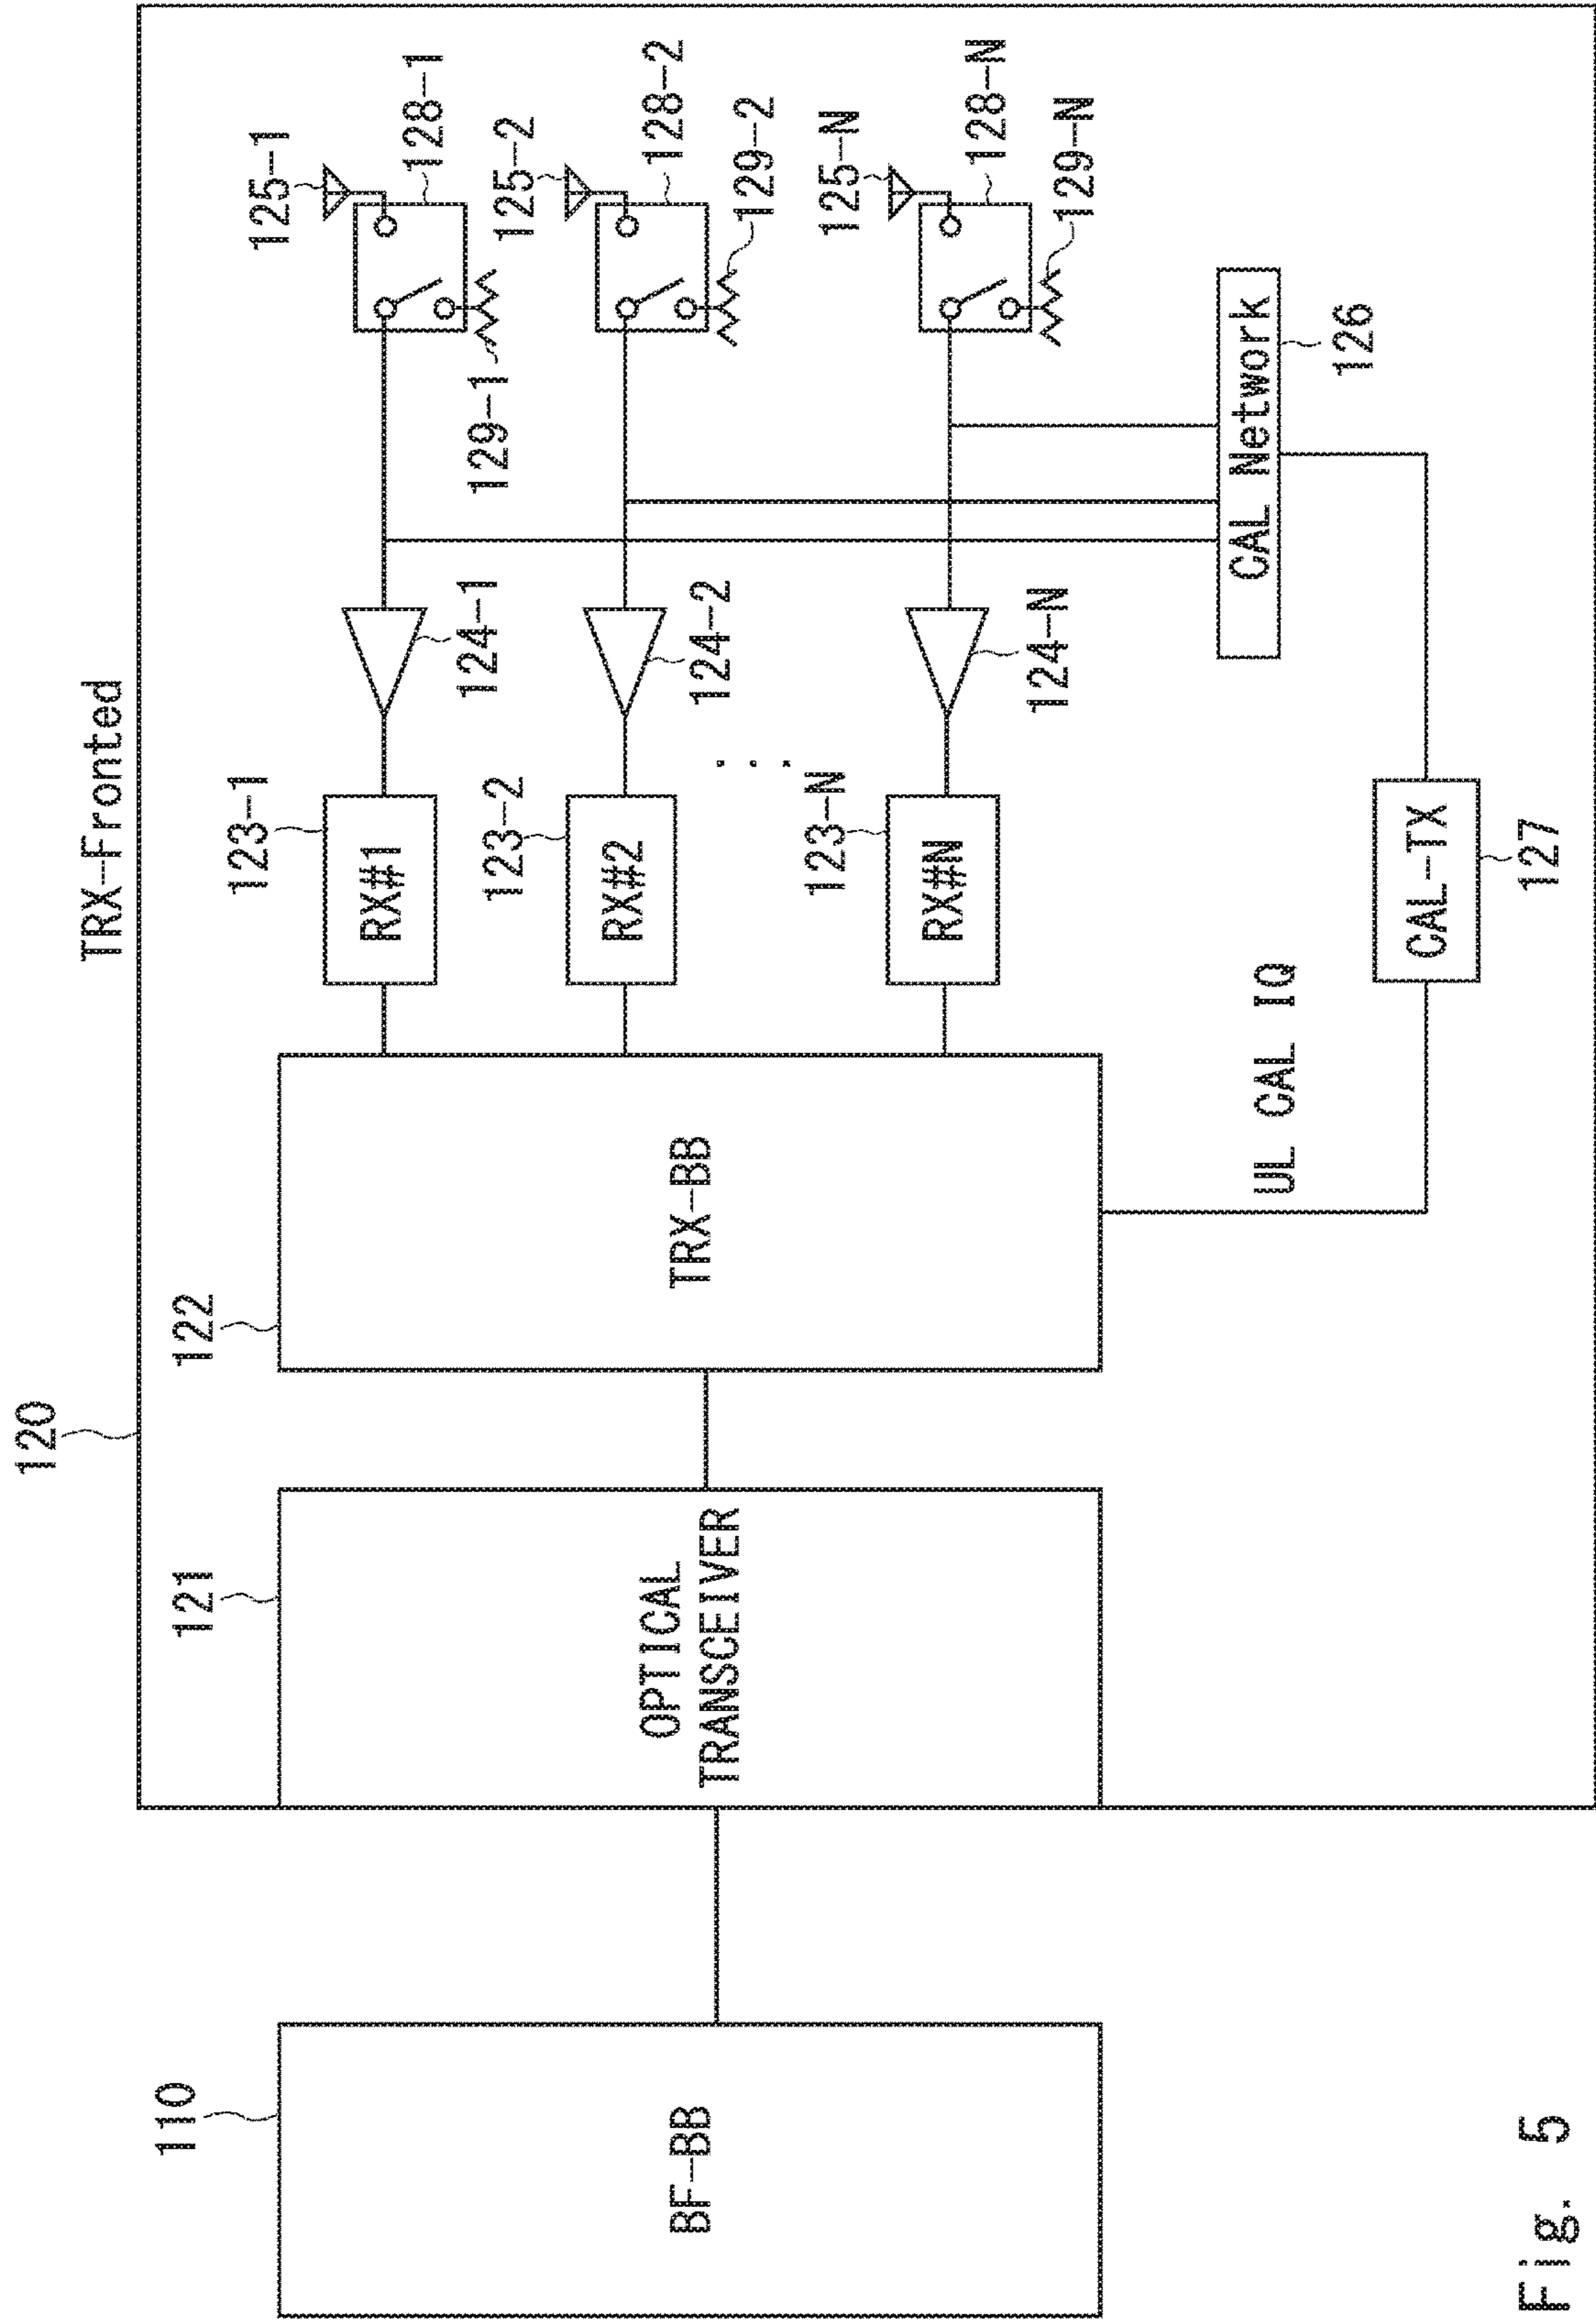 TRX-Fronted
120
110
BF-BB
121
OPTICAL
TRANSCEIVER
122
TRX-BB
123-1
RX#1
124-1
125-1
128-1
129-1
123-2
RX#2
124-2
125-2
128-2
129-2
. . .
123-N
RX#N
124-N
125-N
128-N
129-N
CAL Network
126
UL CAL IQ
CAL-TX
127
Fig. 5